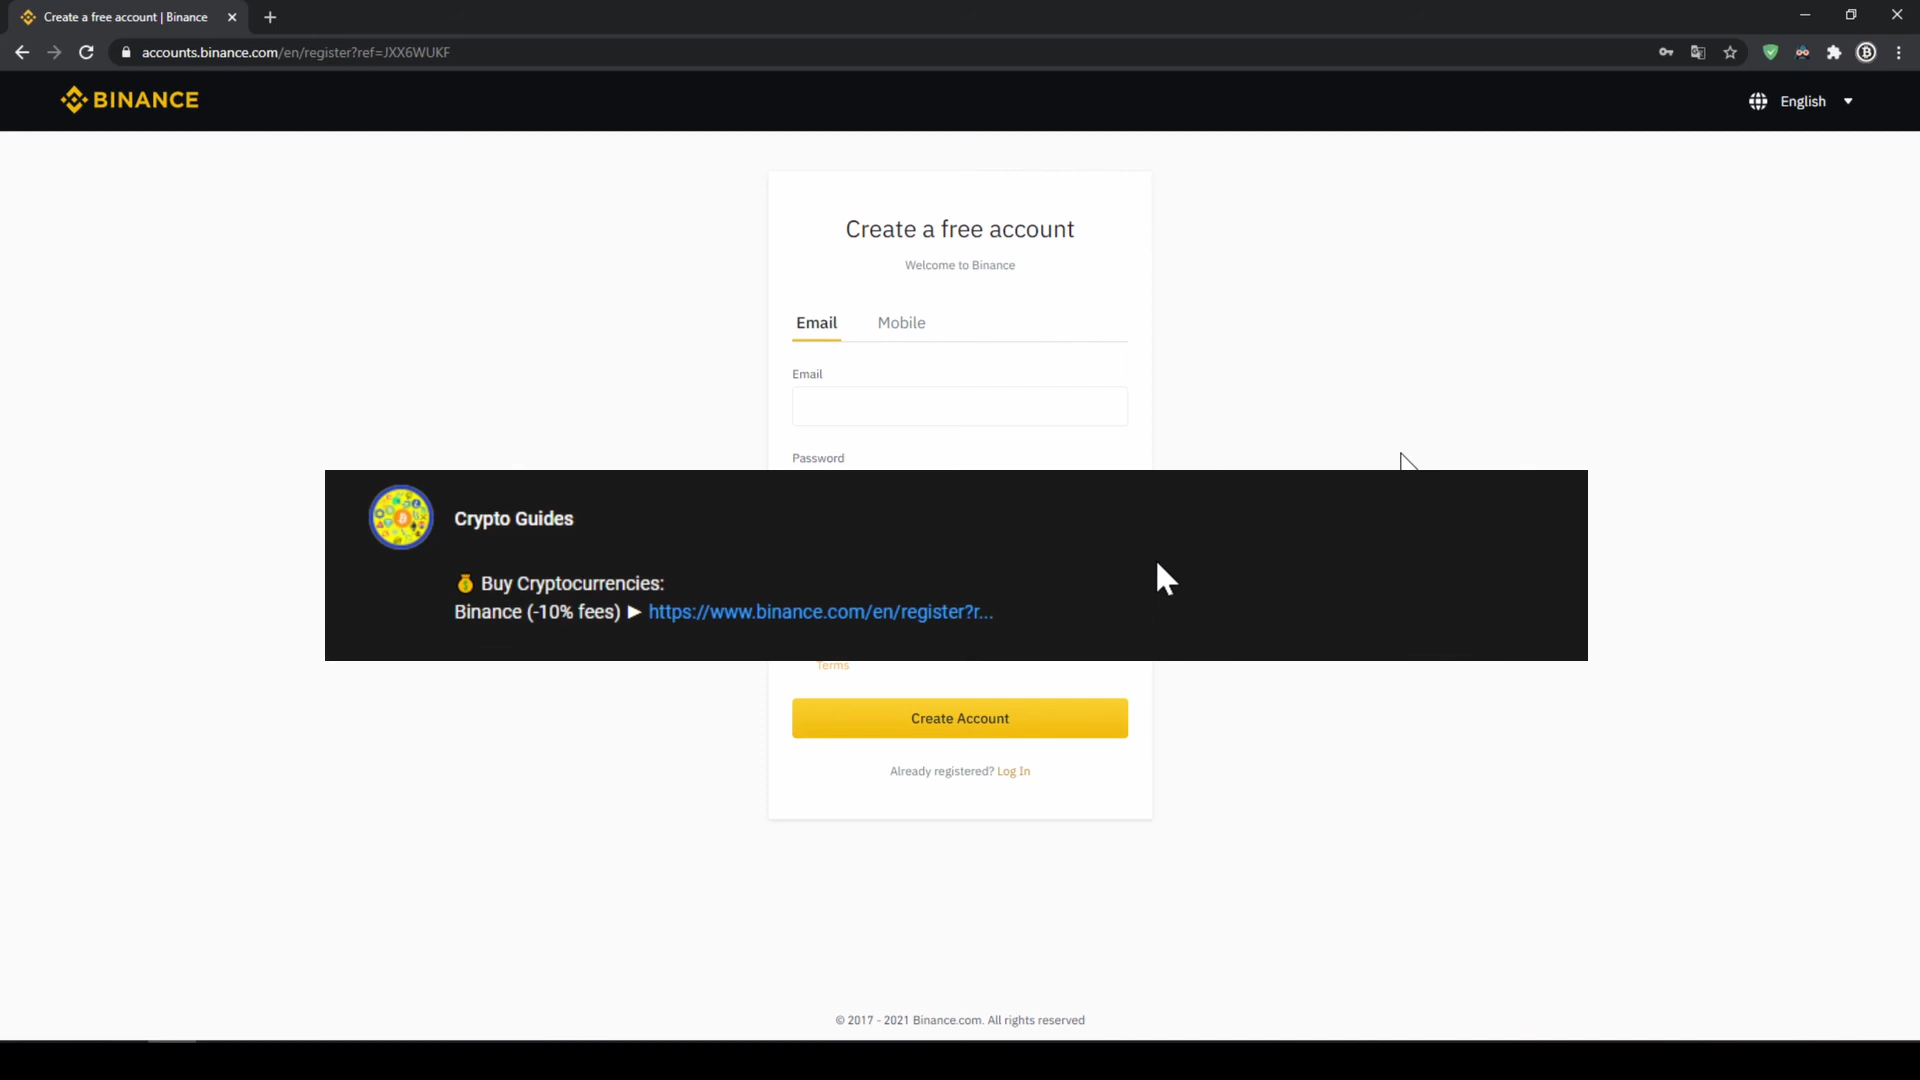 Create a free account | Binance
accounts.binance.com/en/register?ref=JXX6WUKF
BINANCE
English
Create a free account
Welcome to Binance
Email Mobile
Email
Password
Crypto Guides
💰 Buy Cryptocurrencies:
Binance (-10% fees) ► https://www.binance.com/en/register?r...
Terms
Create Account
Already registered? Log In
© 2017 - 2021 Binance.com. All rights reserved